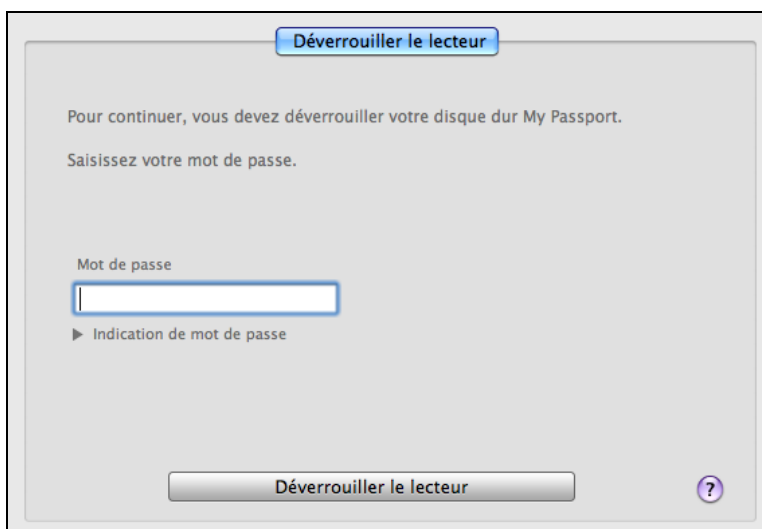 Déverrouiller le lecteur
Pour continuer, vous devez déverrouiller votre disque dur My Passport.
Saisissez votre mot de passe.
Mot de passe
Indication de mot de passe
Déverrouiller le lecteur
?